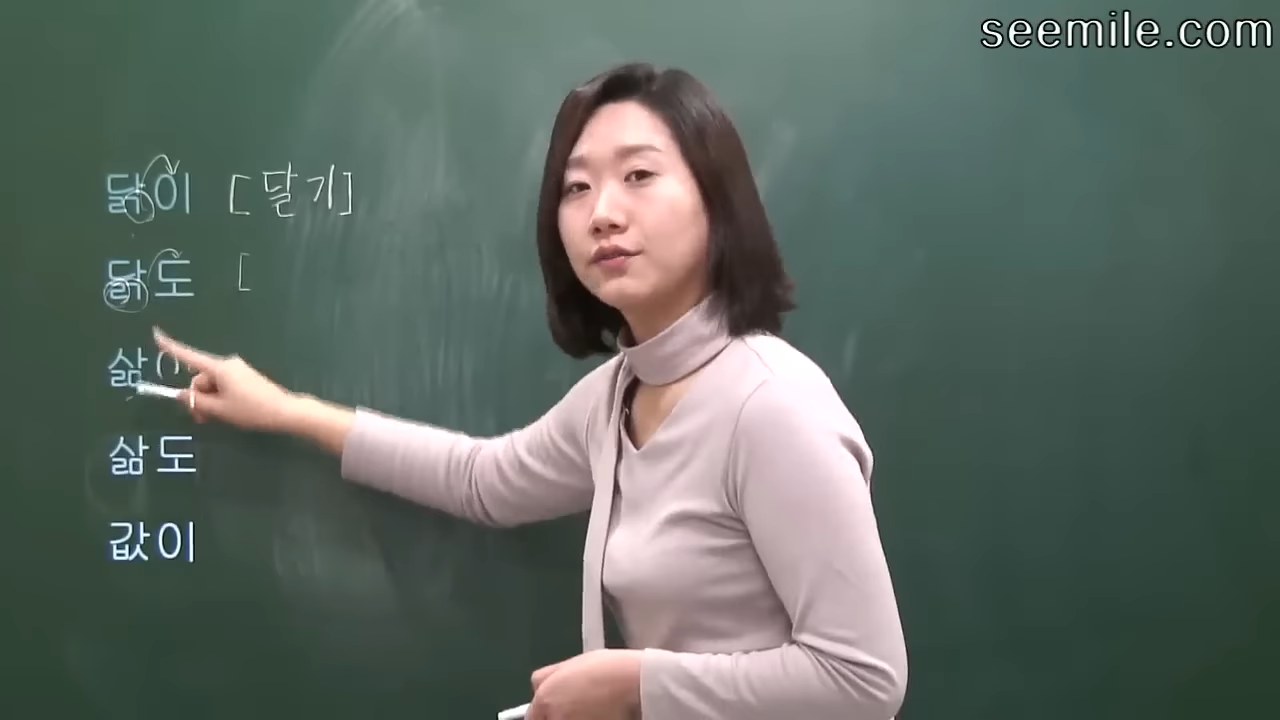 seemile.com
닭이 [달기]
닭도 [
삶이
삶도
값이